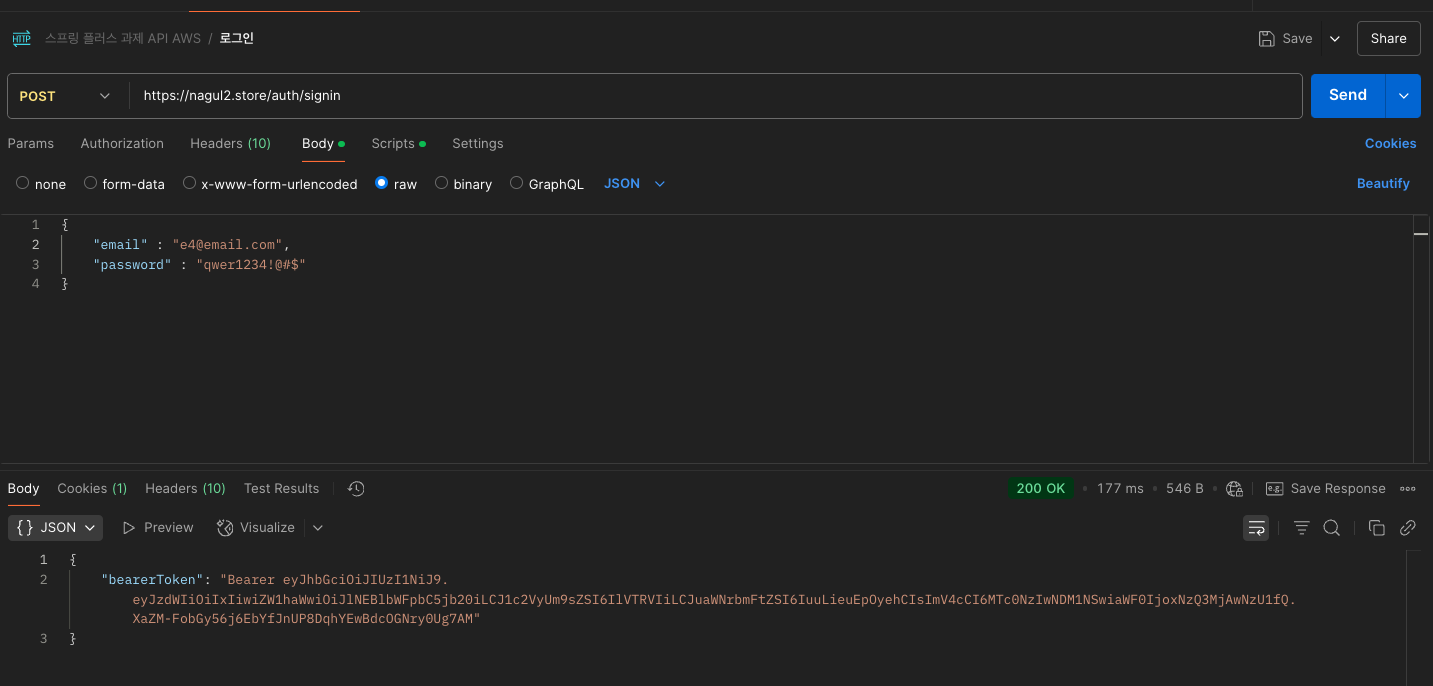 HTTP 스프링 플러스 과제 API AWS / 로그인 Save Share
POST https://nagul2.store/auth/signin Send
Params Authorization Headers (10) Body Scripts Settings Cookies
none form-data x-www-form-urlencoded raw binary GraphQL JSON Beautify
1 {
2 "email" : "e4@email.com",
3 "password" : "qwer1234!@#$"
4 }
Body Cookies (1) Headers (10) Test Results 200 OK 177 ms 546 B e.g. Save Response
{} JSON Preview Visualize
1 {
2 "bearerToken": "Bearer eyJhbGciOiJIUzI1NiJ9.
eyJzdWIiOiIxIiwiZW1haWwiOiJlNEBlbWFpbC5jb20iLCJ1c2VyUm9sZSI6IlVTRVIiLCJuaWNrbmFtZSI6IuuLieuEpOyehCIsImV4cCI6MTc0NzIwNDM1NSwiaWF0IjoxNzQ3MjAwNzU1fQ.
XaZM-FobGy56j6EbYfJnUP8DqhYEwBdcOGNry0Ug7AM"
3 }